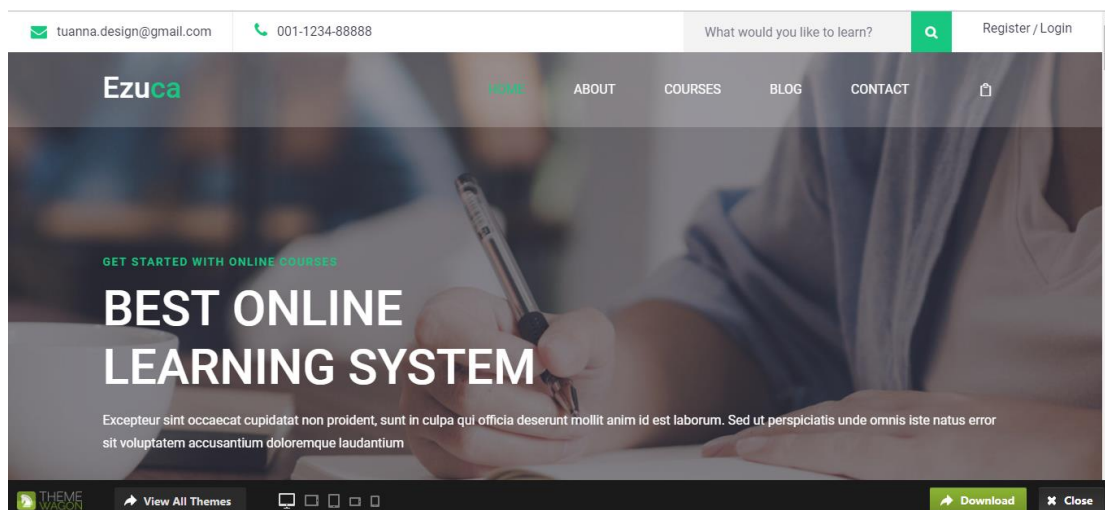 tuanna.design@gmail.com 001-1234-88888 What would you like to learn? Register / Login
Ezuca HOME ABOUT COURSES BLOG CONTACT
GET STARTED WITH ONLINE COURSES
BEST ONLINE
LEARNING SYSTEM
Excepteur sint occaecat cupidatat non proident, sunt in culpa qui officia deserunt mollit anim id est laborum. Sed ut perspiciatis unde omnis iste natus error
sit voluptatem accusantium doloremque laudantium
THEME
WAGON View All Themes Download Close